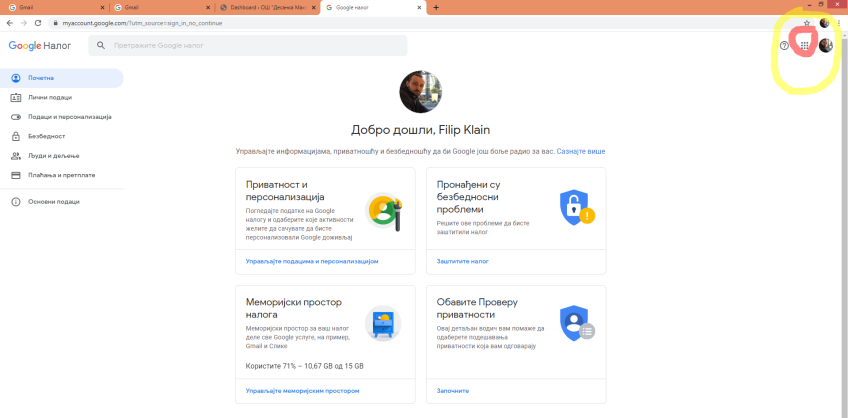 Gmail
Gmail
Dashboard ‹ ОШ "Десанка Мак
Google налог
myaccount.google.com/?utm_source=sign_in_no_continue
Google Налог
Претражите Google налог
Почетна
Лични подаци
Подаци и персонализација
Безбедност
Људи и дељење
Плаћања и претплате
Основни подаци
Добро дошли, Filip Klain
Управљајте информацијама, приватношћу и безбедношћу да би Google још боље радио за вас. Сазнајте више
Приватност и
персонализација
Погледајте податке на Google
налогу и одаберите које активности
желите да сачувате да бисте
персонализовали Google доживљај
Управљајте подацима и персонализацијом
Пронађени су
безбедносни
проблеми
Решите ове проблеме да бисте
заштитили налог
Заштитите налог
Меморијски простор
налога
Меморијски простор за ваш налог
деле све Google услуге, на пример,
Gmail и Слике
Користите 71% – 10,67 GB од 15 GB
Управљајте меморијским простором
Обавите Проверу
приватности
Овај детаљан водич вам помаже да
одаберете подешавања
приватности која вам одговарају
Започните